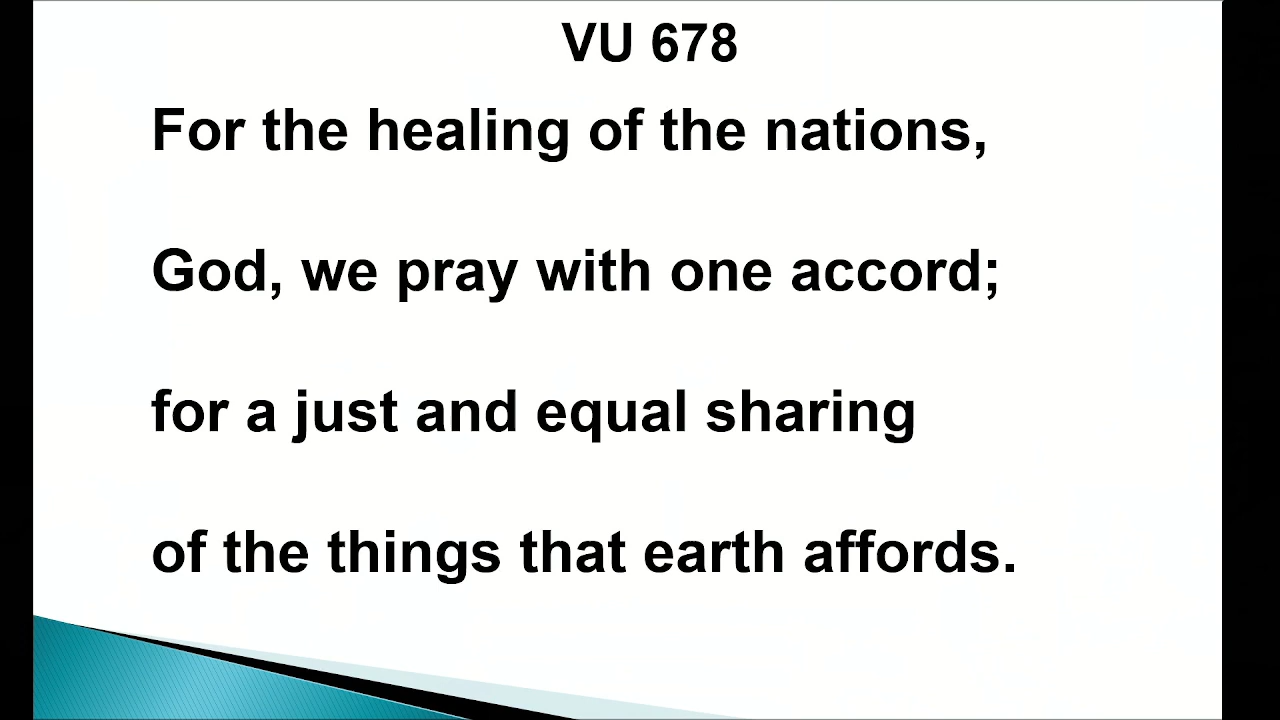 VU 678
For the healing of the nations,
God, we pray with one accord;
for a just and equal sharing
of the things that earth affords.